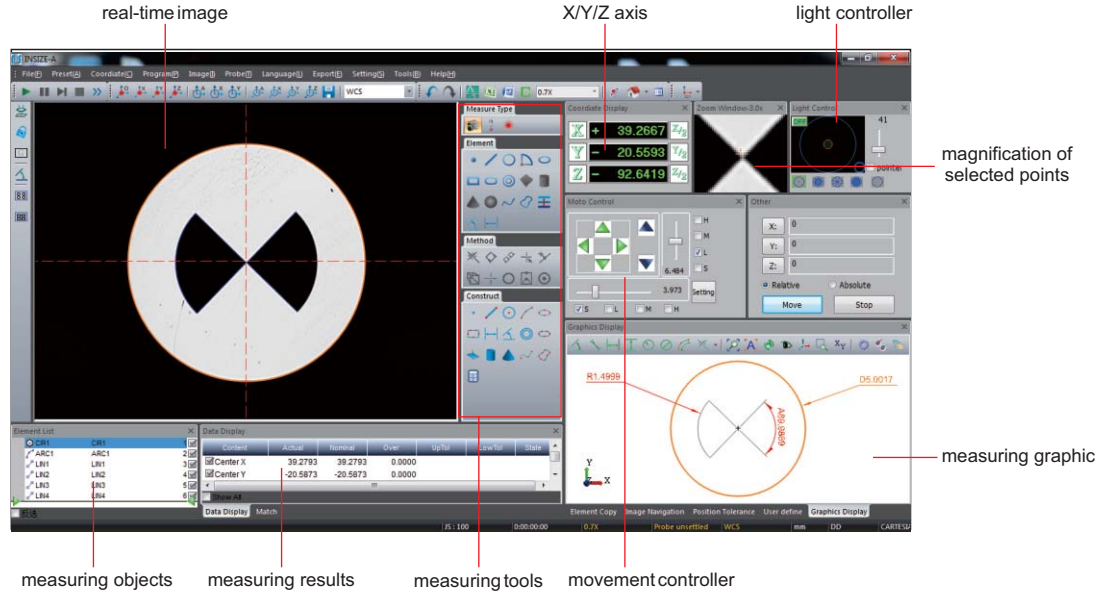 real-time image
X/Y/Z axis
light controller
INSIZE-A
File(F) Preset(A) Coordiate(C) Program(P) Image(I) Probe(T) Language(L) Export(E) Setting(S) Tools(B) Help(H)
WCS
0.7X
Measure Type
Element
Method
Construct
Coordiate Display
X + 39.2667 X/2
Y - 20.5593 Y/2
Z - 92.6419 Z/2
Zoom Window-3.0x
Light Control
OFF
41
pointer
magnification of
selected points
Moto Control
H
M
L
S
6.484
3.973
Setting
S L M H
Other
X: 0
Y: 0
Z: 0
Relative Absolute
Move Stop
Graphics Display
R1.4999
D5.0017
Y
X
measuring graphic
Element List
CIR1 CIR1 1
ARC1 ARC1 2
LIN1 LIN1 3
LIN2 LIN2 4
LIN3 LIN3 5
LIN4 LIN4 6
Data Display
Content Actual Nominal Over UpTol LowTol State
Center X 39.2793 39.2793 0.0000
Center Y -20.5873 -20.5873 0.0000
Show All
Data Display Match
Element Copy Image Navigation Position Tolerance User define Graphics Display
JS : 100 0:00:00:00 0.7X Probe unsettled WCS mm DD CARTESIA
measuring objects
measuring results
measuring tools
movement controller